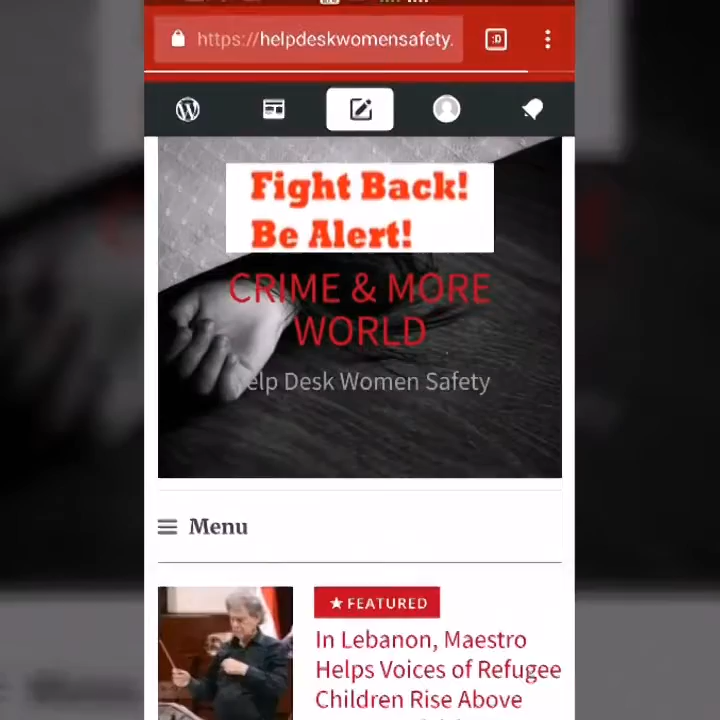 https://helpdeskwomensafety.
:D
Fight Back!
Be Alert!
CRIME & MORE
WORLD
elp Desk Women Safety
Menu
★ FEATURED
In Lebanon, Maestro
Helps Voices of Refugee
Children Rise Above